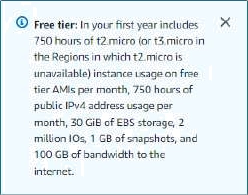 Free tier: In your first year includes
750 hours of t2.micro (or t3.micro in
the Regions in which t2.micro is
unavailable) instance usage on free
tier AMIs per month, 750 hours of
public IPv4 address usage per
month, 30 GiB of EBS storage, 2
million IOs, 1 GB of snapshots, and
100 GB of bandwidth to the
internet.